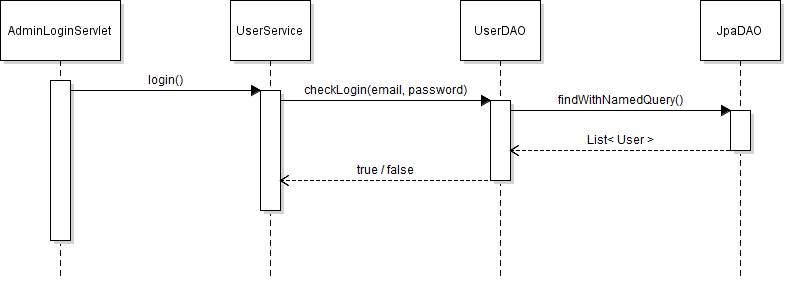 AdminLoginServlet
UserService
UserDAO
JpaDAO
login()
checkLogin(email, password)
findWithNamedQuery()
List< User >
true / false